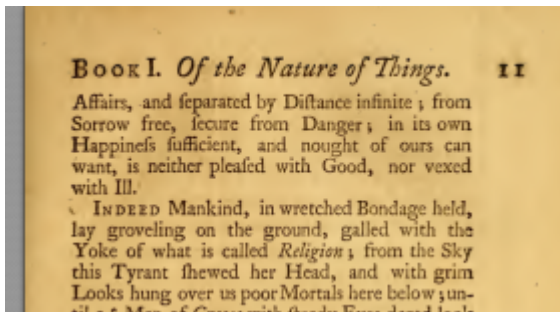 BOOK I. Of the Nature of Things. 11
Affairs, and ſeparated by Diſtance infinite; from
Sorrow free, ſecure from Danger; in its own
Happineſs ſufficient, and nought of ours can
want, is neither pleaſed with Good, nor vexed
with Ill.
INDEED Mankind, in wretched Bondage held,
lay groveling on the ground, galled with the
Yoke of what is called Religion; from the Sky
this Tyrant ſhewed her Head, and with grim
Looks hung over us poor Mortals here below; un-